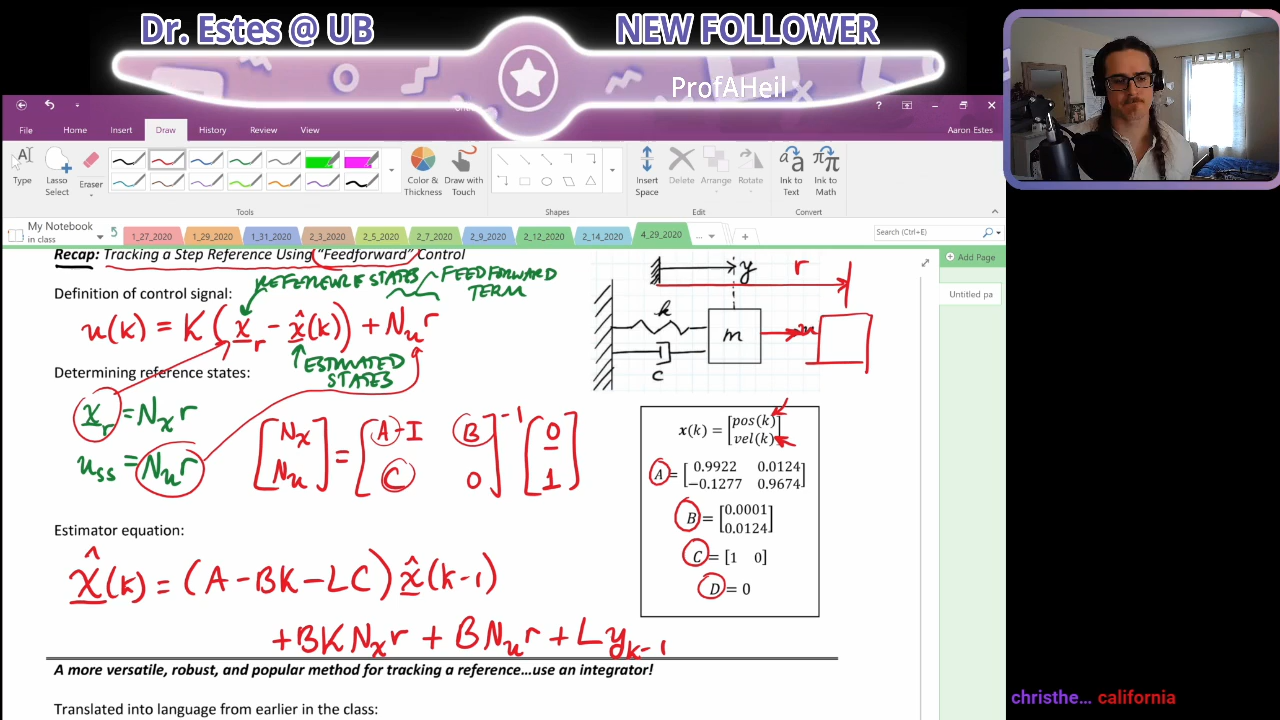 Dr. Estes @ UB
NEW FOLLOWER
ProfAHeil
File Home Insert Draw History Review View
Aaron Estes
Type
Lasso Select
Eraser
Color & Thickness
Draw with Touch
Insert Space
Delete
Arrange
Rotate
Ink to Text
Ink to Math
Tools
Shapes
Edit
Convert
My Notebook
in class
1_27_2020 1_29_2020 1_31_2020 2_3_2020 2_5_2020 2_7_2020 2_9_2020 2_12_2020 2_14_2020 4_29_2020 ...
Search (Ctrl+E)
Add Page
Untitled pa
Recap: Tracking a Step Reference Using "Feedforward" Control
REFERENCE STATES
FEEDFORWARD TERM
Definition of control signal:
u(k) = K(x_r - x̂(k)) + N_u r
ESTIMATED STATES
Determining reference states:
x_r = N_x r
u_ss = N_u r
[N_x N_u] = [A-I B C 0]^-1 [0 1]
Estimator equation:
x̂(k) = (A-BK-LC) x̂(k-1)
+BKN_x r + BN_u r + Ly_k-1
y
r
k
m
c
x(k) = [pos(k) vel(k)]
A = [0.9922 0.0124 −0.1277 0.9674]
B = [0.0001 0.0124]
C = [1 0]
D = 0
A more versatile, robust, and popular method for tracking a reference…use an integrator!
Translated into language from earlier in the class:
christhe… california